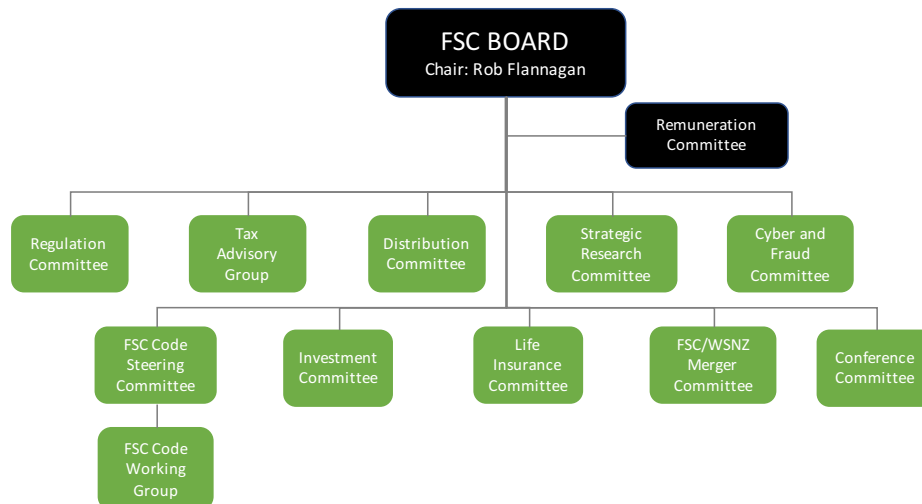 FSC BOARD
Chair: Rob Flannagan
Remuneration
Committee
Regulation
Committee
Tax
Advisory
Group
Distribution
Committee
Strategic
Research
Committee
Cyber and
Fraud
Committee
FSC Code
Steering
Committee
Investment
Committee
Life
Insurance
Committee
FSC/WSNZ
Merger
Committee
Conference
Committee
FSC Code
Working
Group